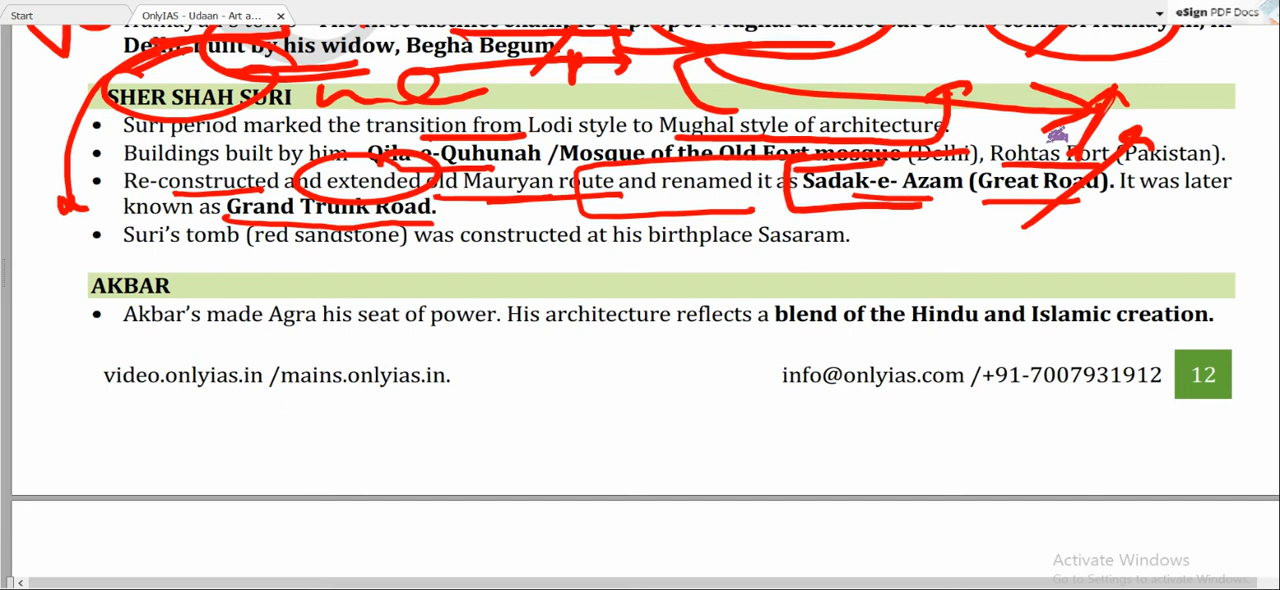 Start
OnlyIAS - Udaan - Art a...
eSign PDF Docs
Delhi, built by his widow, Begha Begum.
SHER SHAH SURI
• Suri period marked the transition from Lodi style to Mughal style of architecture.
• Buildings built by him – Qila-e-Quhunah /Mosque of the Old Fort mosque (Delhi), Rohtas Fort (Pakistan).
• Re-constructed and extended old Mauryan route and renamed it as Sadak-e- Azam (Great Road). It was later
known as Grand Trunk Road.
• Suri's tomb (red sandstone) was constructed at his birthplace Sasaram.
AKBAR
• Akbar's made Agra his seat of power. His architecture reflects a blend of the Hindu and Islamic creation.
video.onlyias.in /mains.onlyias.in.
info@onlyias.com /+91-7007931912
12
Activate Windows
Go to Settings to activate Windows.